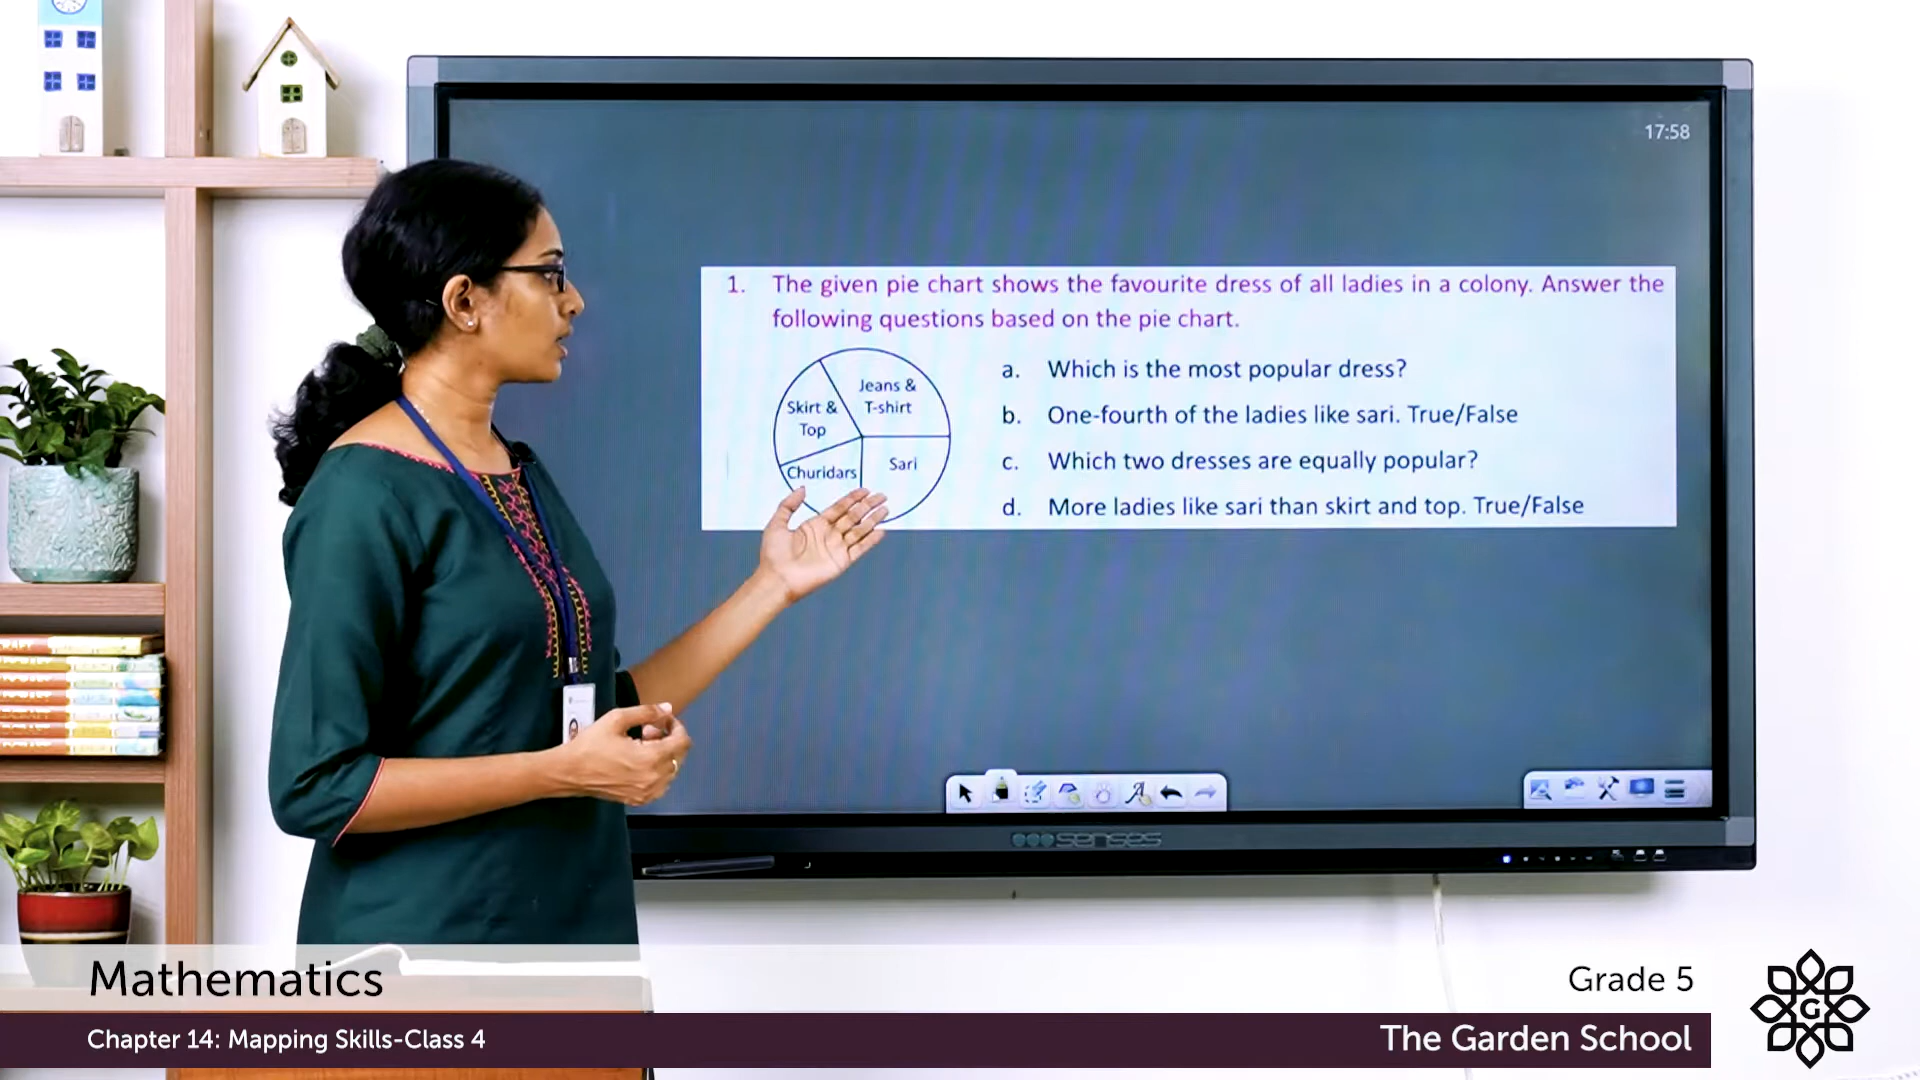 17:58
1. The given pie chart shows the favourite dress of all ladies in a colony. Answer the
following questions based on the pie chart.
Jeans &
T-shirt
Skirt &
Top
Churidars
Sari
a. Which is the most popular dress?
b. One-fourth of the ladies like sari. True/False
c. Which two dresses are equally popular?
d. More ladies like sari than skirt and top. True/False
senses
Mathematics
Grade 5
Chapter 14: Mapping Skills-Class 4
The Garden School
G